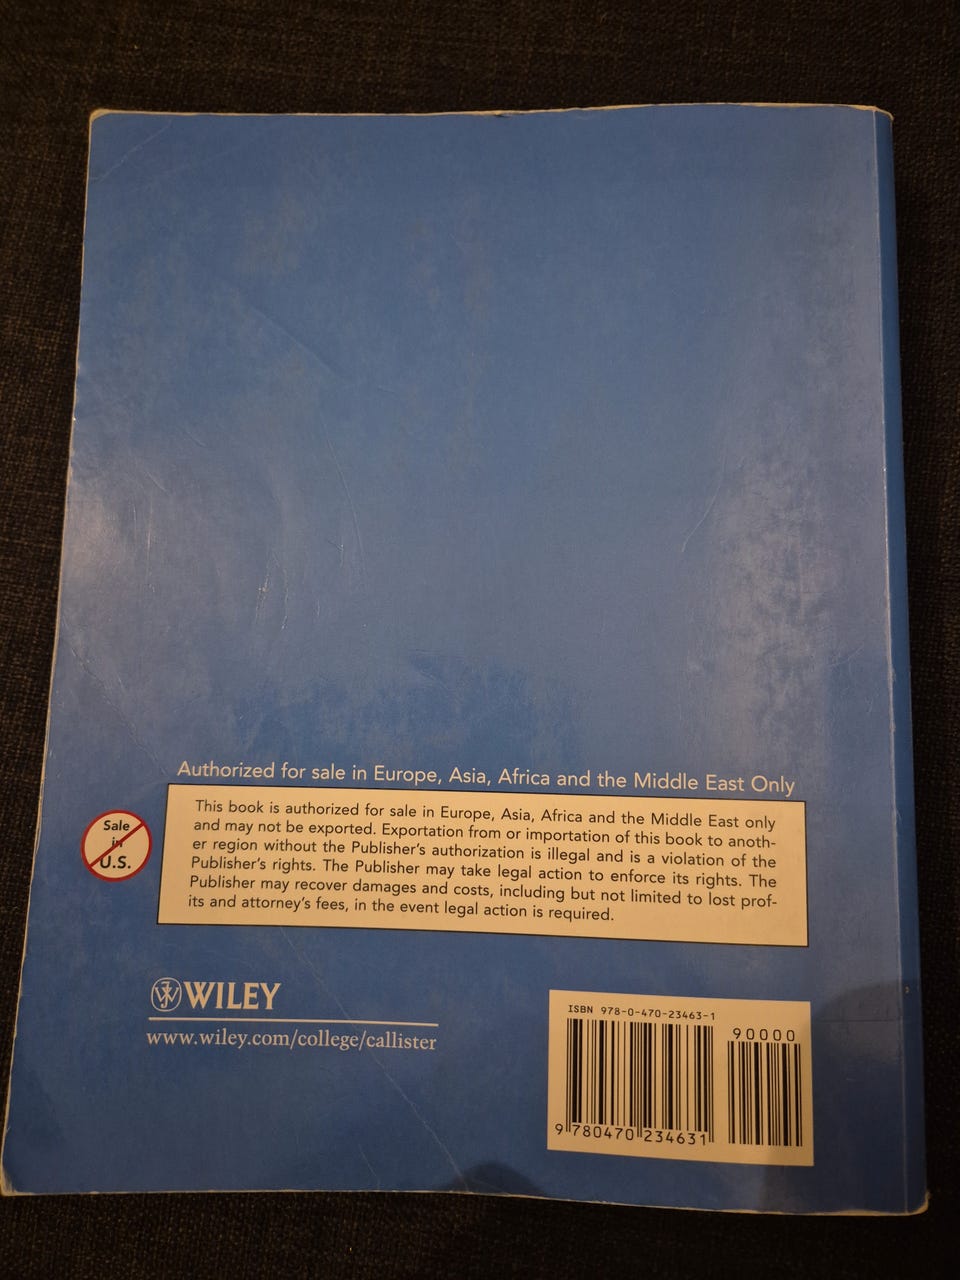 Authorized for sale in Europe, Asia, Africa and the Middle East Only
This book is authorized for sale in Europe, Asia, Africa and the Middle East only
and may not be exported. Exportation from or importation of this book to anoth-
er region without the Publisher's authorization is illegal and is a violation of the
Publisher's rights. The Publisher may take legal action to enforce its rights. The
Publisher may recover damages and costs, including but not limited to lost prof-
its and attorney's fees, in the event legal action is required.
Sale
in
U.S.
WILEY
www.wiley.com/college/callister
ISBN 978-0-470-23463-1
90000
9 780470 234631